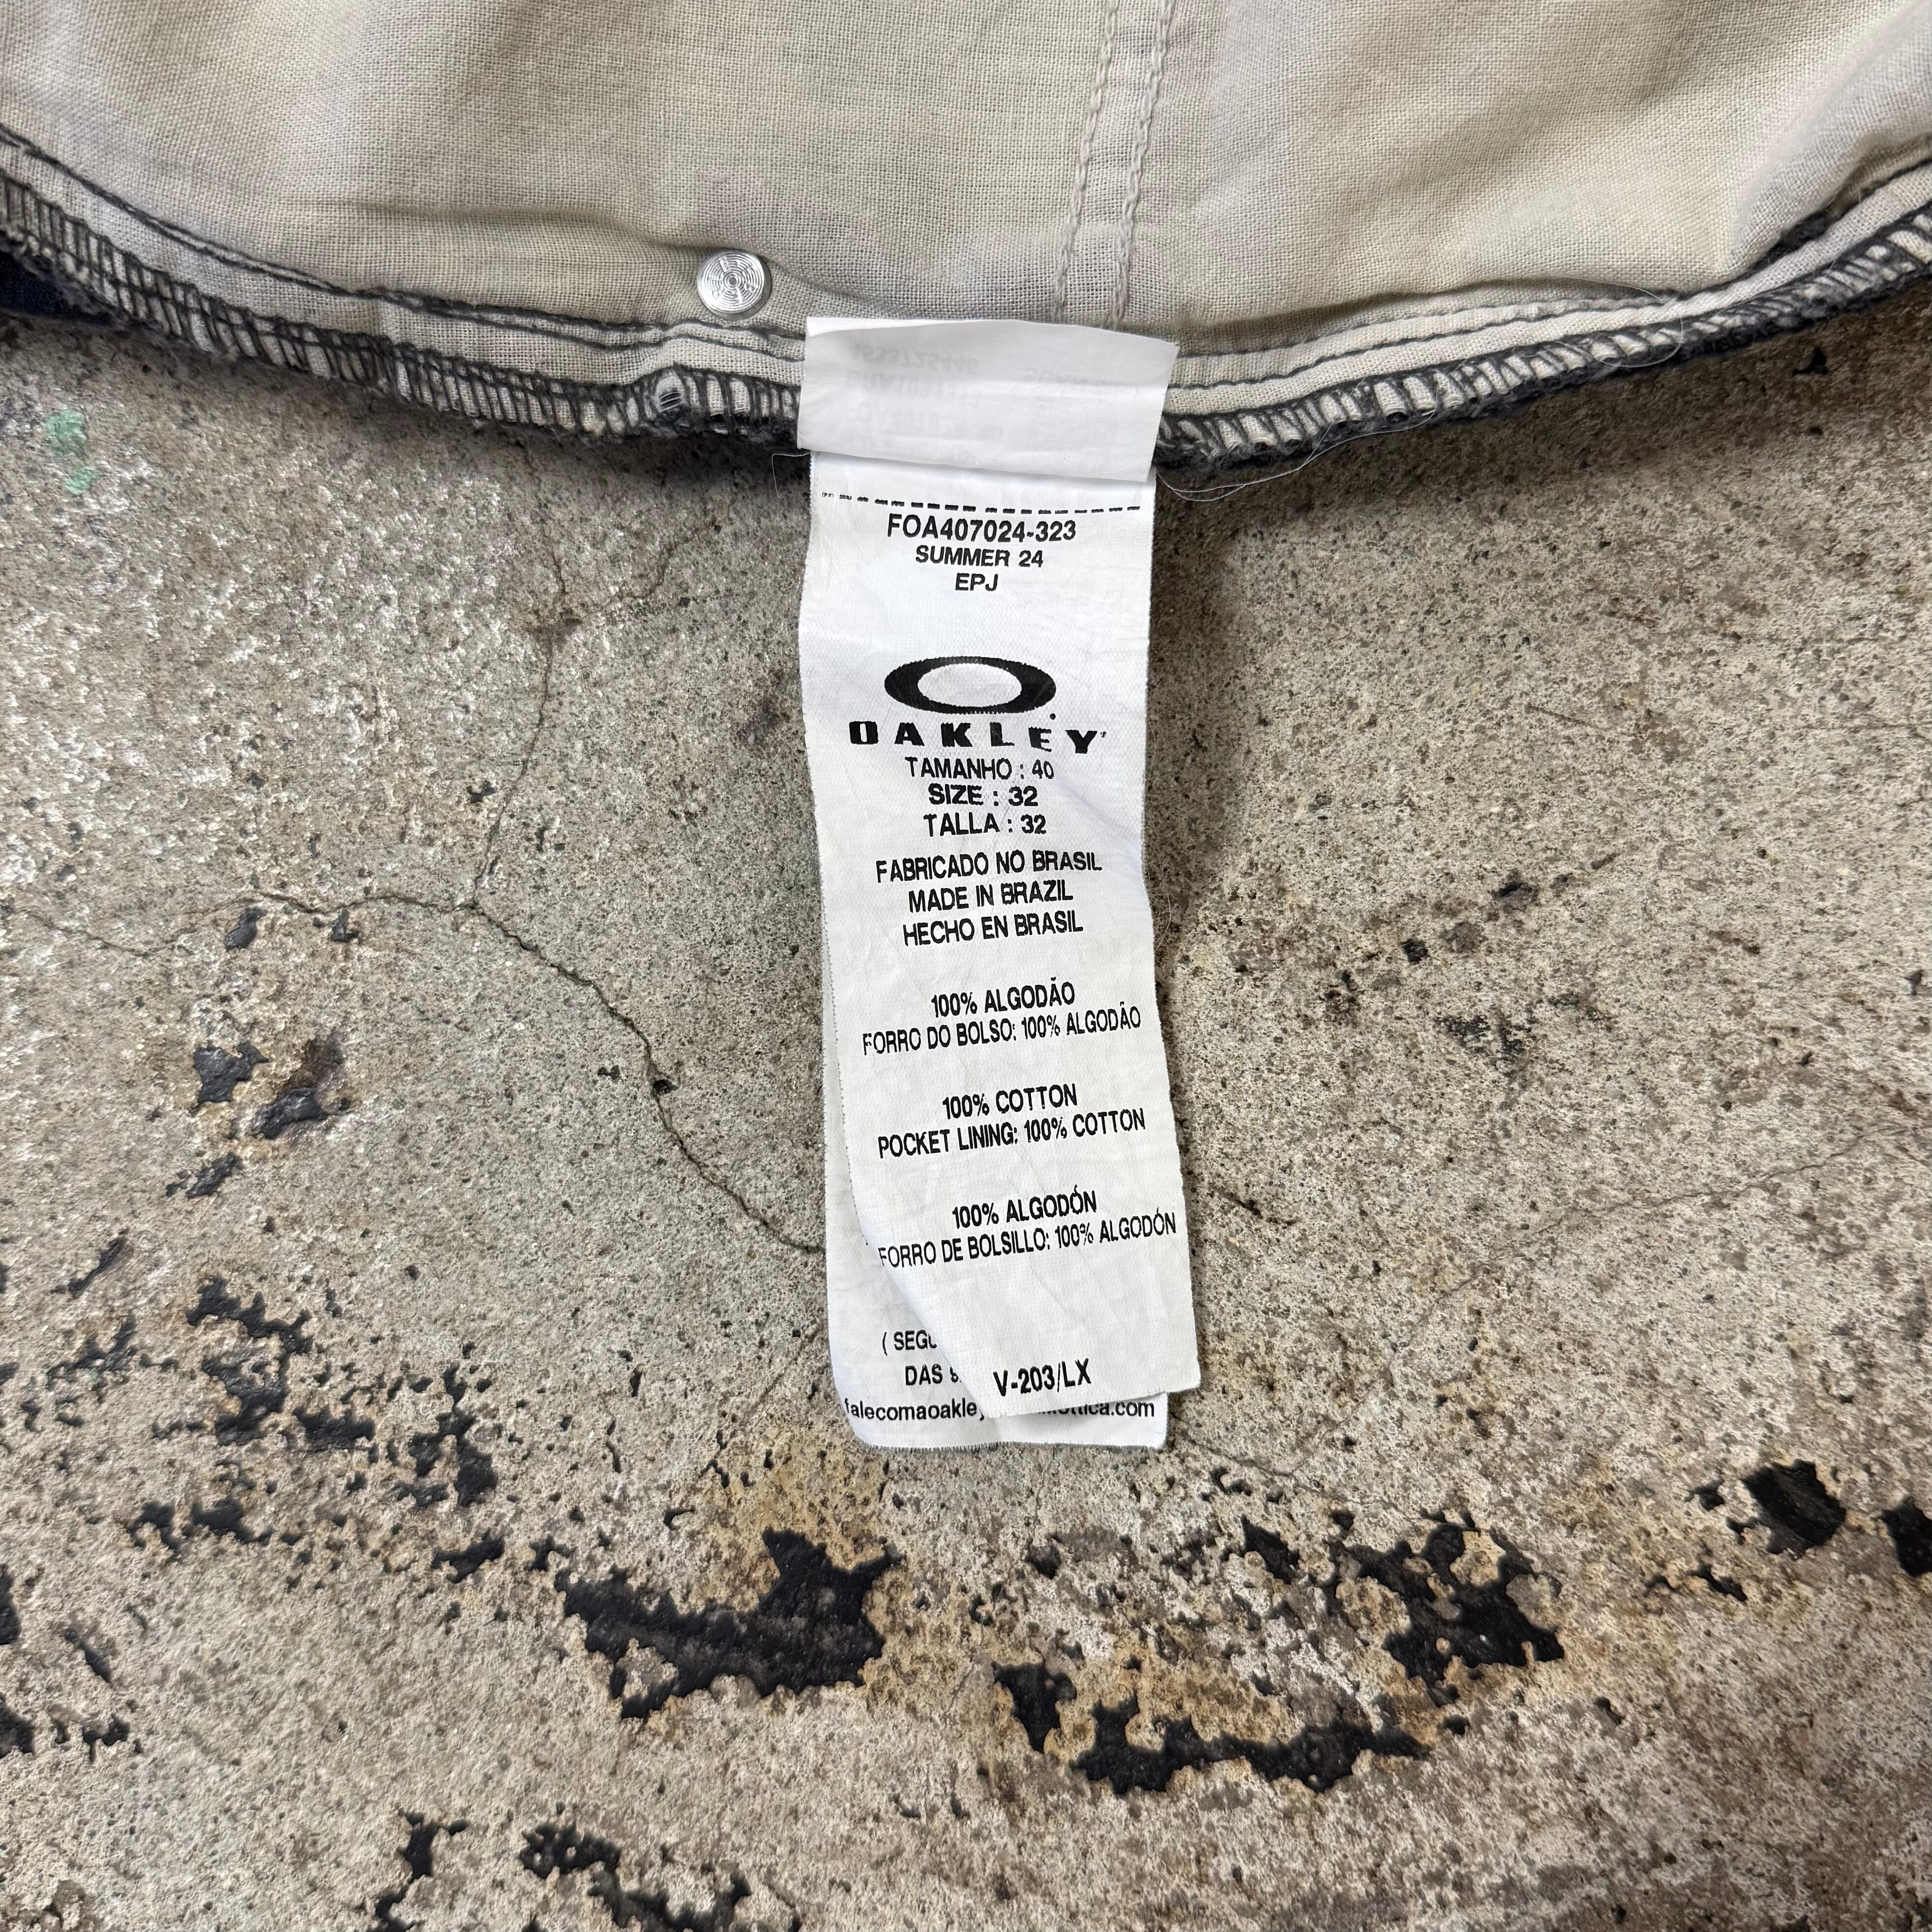 FOA407024-323
SUMMER 24
EPJ
OAKLEY
TAMANHO : 40
SIZE : 32
TALLA : 32
FABRICADO NO BRASIL
MADE IN BRAZIL
HECHO EN BRASIL
100% ALGODÃO
FORRO DO BOLSO: 100% ALGODÃO
100% COTTON
POCKET LINING: 100% COTTON
100% ALGODÓN
FORRO DE BOLSILLO: 100% ALGODÓN
V-203/LX
DAS